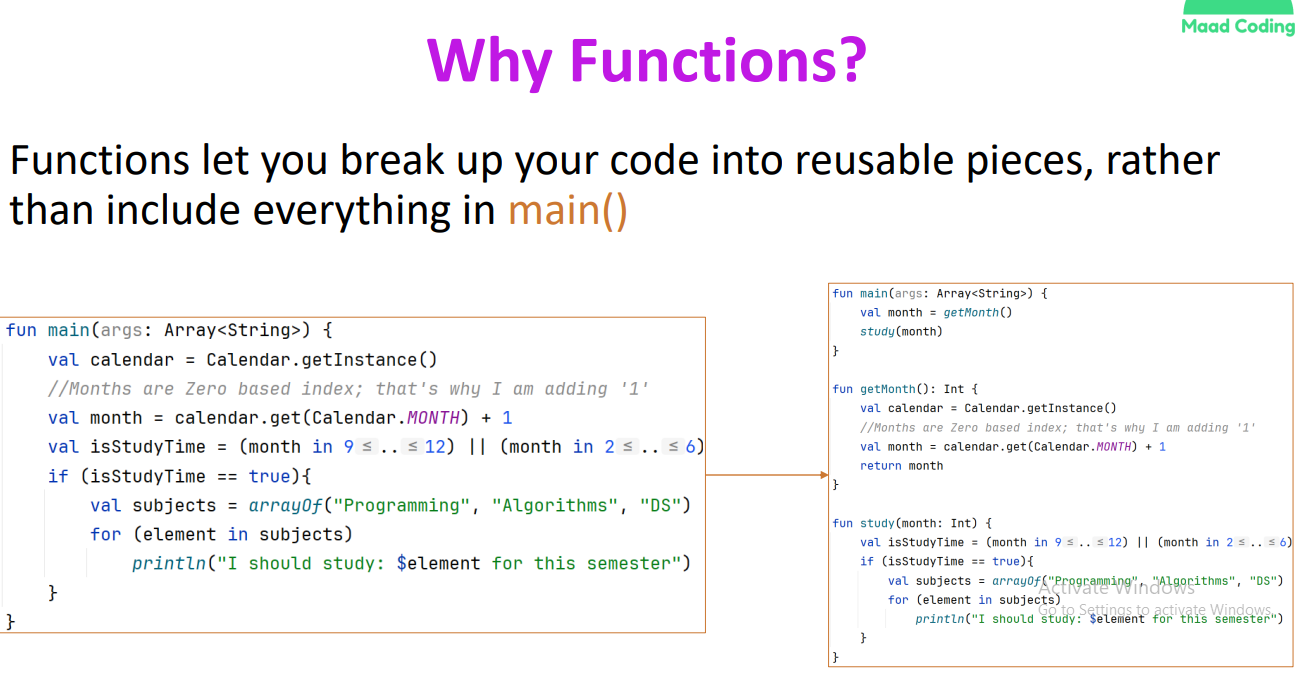 Maad Coding
Why Functions?
Functions let you break up your code into reusable pieces, rather
than include everything in main()
fun main(args: Array<String>) {
    val calendar = Calendar.getInstance()
    //Months are Zero based index; that's why I am adding '1'
    val month = calendar.get(Calendar.MONTH) + 1
    val isStudyTime = (month in 9 ≤ .. ≤ 12) || (month in 2 ≤ .. ≤ 6)
    if (isStudyTime == true){
        val subjects = arrayOf("Programming", "Algorithms", "DS")
        for (element in subjects)
            println("I should study: $element for this semester")
    }
}
fun main(args: Array<String>) {
    val month = getMonth()
    study(month)
}
fun getMonth(): Int {
    val calendar = Calendar.getInstance()
    //Months are Zero based index; that's why I am adding '1'
    val month = calendar.get(Calendar.MONTH) + 1
    return month
}
fun study(month: Int) {
    val isStudyTime = (month in 9 ≤ .. ≤ 12) || (month in 2 ≤ .. ≤ 6)
    if (isStudyTime == true){
        val subjects = arrayOf("Programming", "Algorithms", "DS")
        for (element in subjects)
            println("I should study: $element for this semester")
    }
}
Activate Windows
Go to Settings to activate Windows.